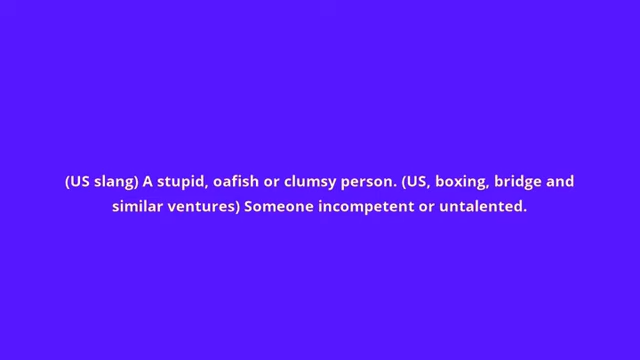 (US slang) A stupid, oafish or clumsy person. (US, boxing, bridge and
similar ventures) Someone incompetent or untalented.